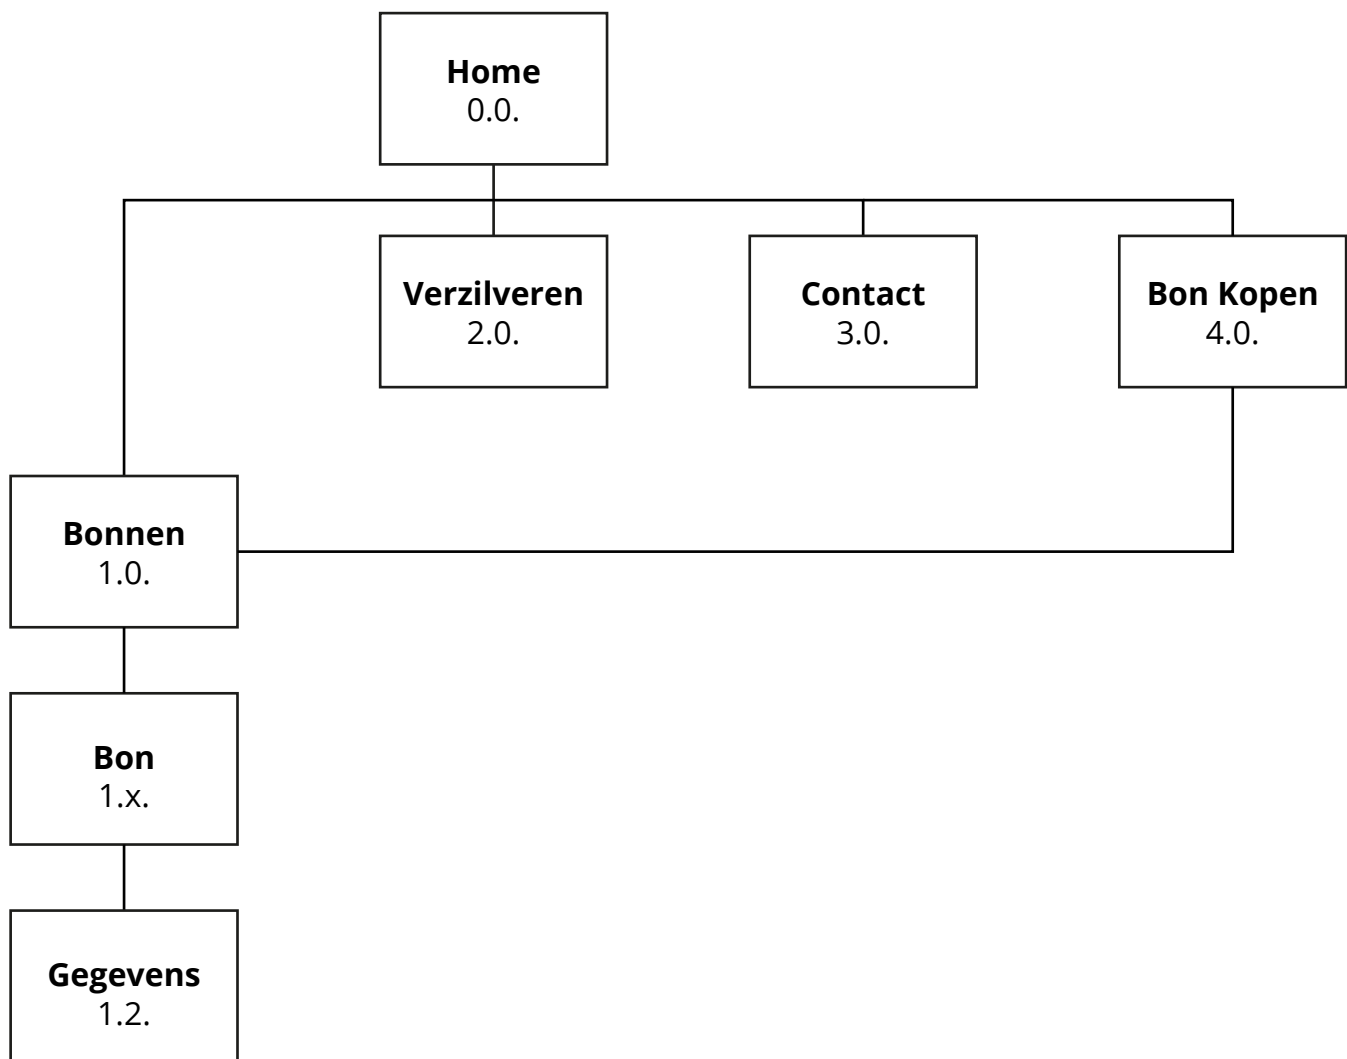 Home
0.0.
Verzilveren
2.0.
Contact
3.0.
Bon Kopen
4.0.
Bonnen
1.0.
Bon
1.x.
Gegevens
1.2.